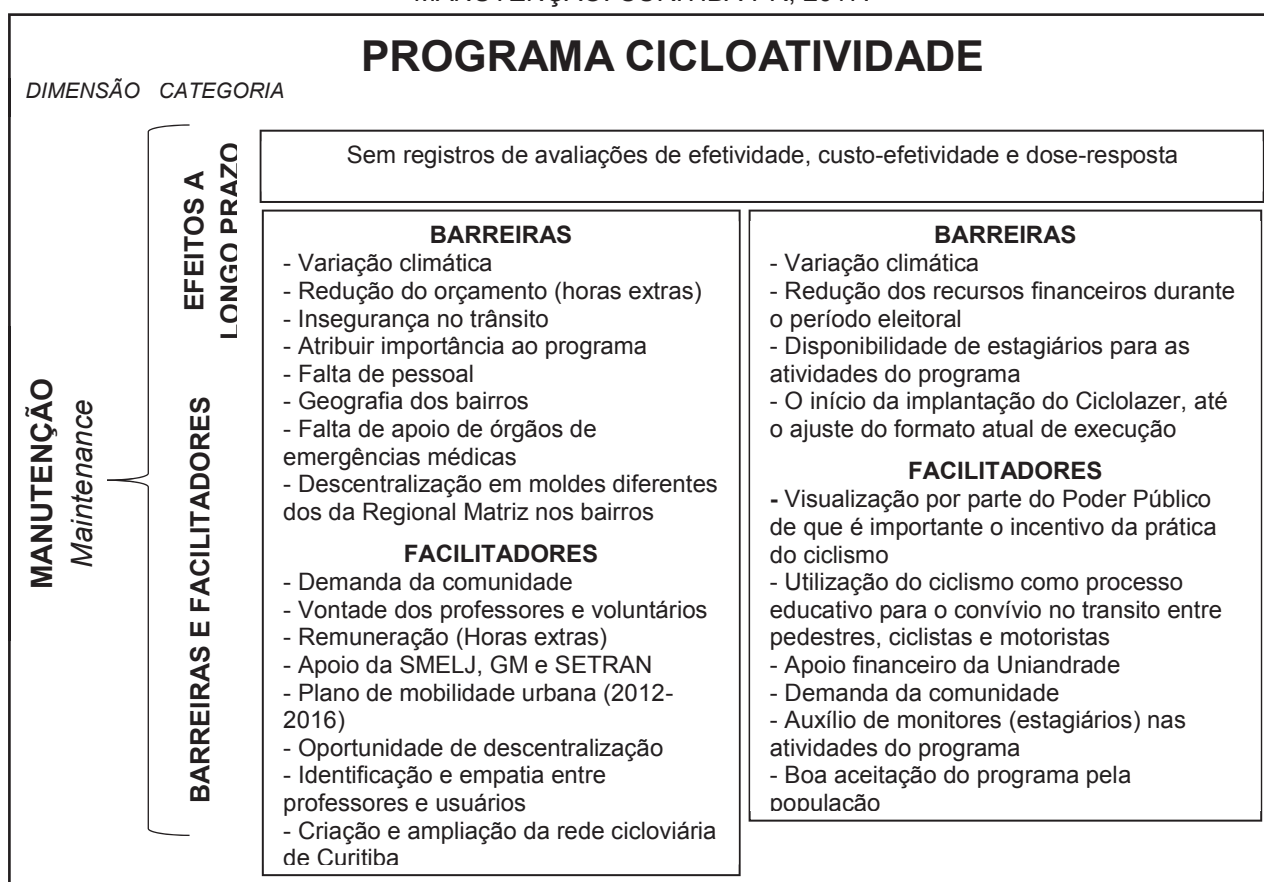 MANUTENÇÃO. CURITIBA-PR, 2017.
PROGRAMA CICLOATIVIDADE
DIMENSÃO CATEGORIA
MANUTENÇÃO
Maintenance
EFEITOS A
LONGO PRAZO
Sem registros de avaliações de efetividade, custo-efetividade e dose-resposta
BARREIRAS E FACILITADORES
BARREIRAS
- Variação climática
- Redução do orçamento (horas extras)
- Insegurança no trânsito
- Atribuir importância ao programa
- Falta de pessoal
- Geografia dos bairros
- Falta de apoio de órgãos de
emergências médicas
- Descentralização em moldes diferentes
dos da Regional Matriz nos bairros
FACILITADORES
- Demanda da comunidade
- Vontade dos professores e voluntários
- Remuneração (Horas extras)
- Apoio da SMELJ, GM e SETRAN
- Plano de mobilidade urbana (2012-
2016)
- Oportunidade de descentralização
- Identificação e empatia entre
professores e usuários
- Criação e ampliação da rede cicloviária
de Curitiba
BARREIRAS
- Variação climática
- Redução dos recursos financeiros durante
o período eleitoral
- Disponibilidade de estagiários para as
atividades do programa
- O início da implantação do Ciclolazer, até
o ajuste do formato atual de execução
FACILITADORES
- Visualização por parte do Poder Público
de que é importante o incentivo da prática
do ciclismo
- Utilização do ciclismo como processo
educativo para o convívio no transito entre
pedestres, ciclistas e motoristas
- Apoio financeiro da Uniandrade
- Demanda da comunidade
- Auxílio de monitores (estagiários) nas
atividades do programa
- Boa aceitação do programa pela
população